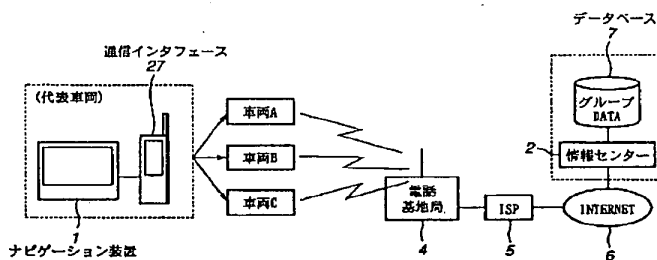 データベース
7
通信インタフェース
27
(代表車両)
車両A
車両B
車両C
グループ
DATA
2
情報センター
電話
基地局
ISP
INTERNET
1
4
5
6
ナビゲーション装置